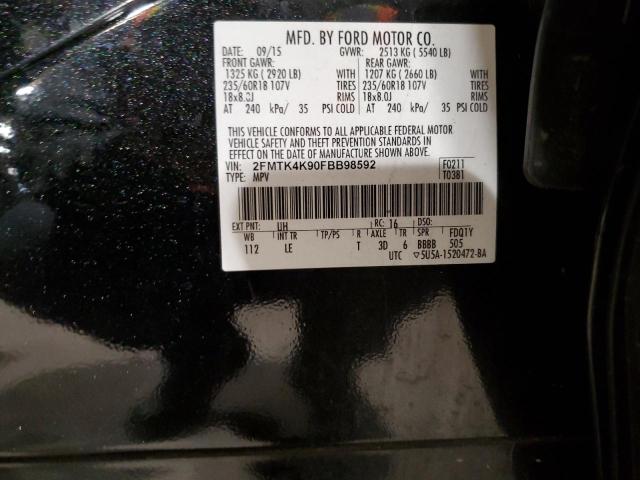 MFD. BY FORD MOTOR CO.
DATE: 09/15 GVWR: 2513 KG ( 5540 LB)
FRONT GAWR: REAR GAWR:
1325 KG ( 2920 LB) WITH 1207 KG ( 2660 LB) WITH
235/60R18 107V TIRES 235/60R18 107V TIRES
18x8.0J RIMS 18x8.0J RIMS
AT 240 kPa/ 35 PSI COLD AT 240 kPa/ 35 PSI COLD
THIS VEHICLE CONFORMS TO ALL APPLICABLE FEDERAL MOTOR
VEHICLE SAFETY AND THEFT PREVENTION STANDARDS IN
EFFECT ON THE DATE OF MANUFACTURE SHOWN ABOVE.
VIN: 2FMTK4K90FBB98592 F0211
TYPE: MPV T0381
EXT PNT: UH RC: 16 DSO:
WB INT TR TP/PS R AXLE TR SPR FDQTY
112 LE T 3D 6 BBBB 505
UTC ▽5U5A-1520472-BA